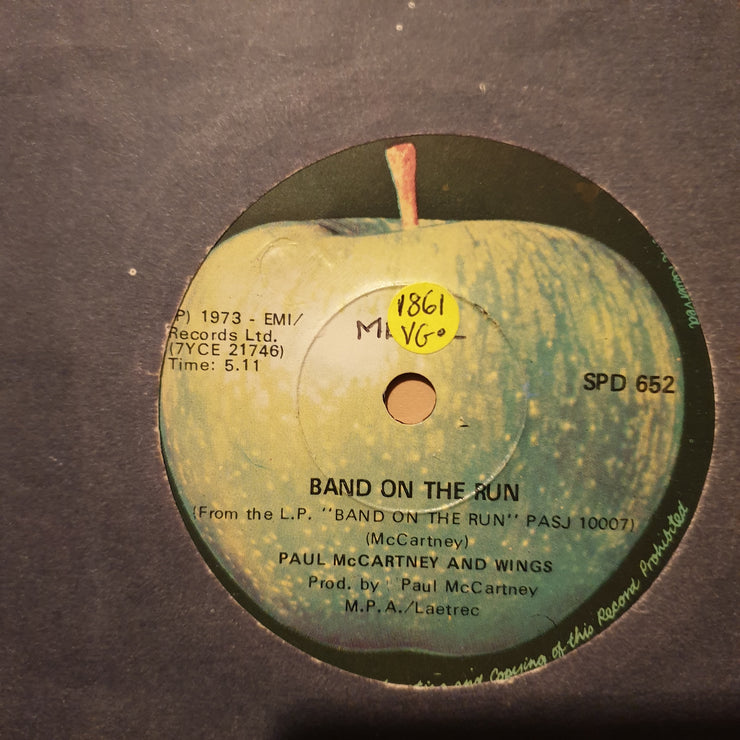 P) 1973 - EMI/
Records Ltd.
(7YCE 21746)
Time: 5.11
1861
VGo
SPD 652
BAND ON THE RUN
(From the L.P. "BAND ON THE RUN" PASJ 10007)
(McCartney)
PAUL McCARTNEY AND WINGS
Prod. by Paul McCartney
M.P.A./Laetrec
and Copying of this Record Prohibited